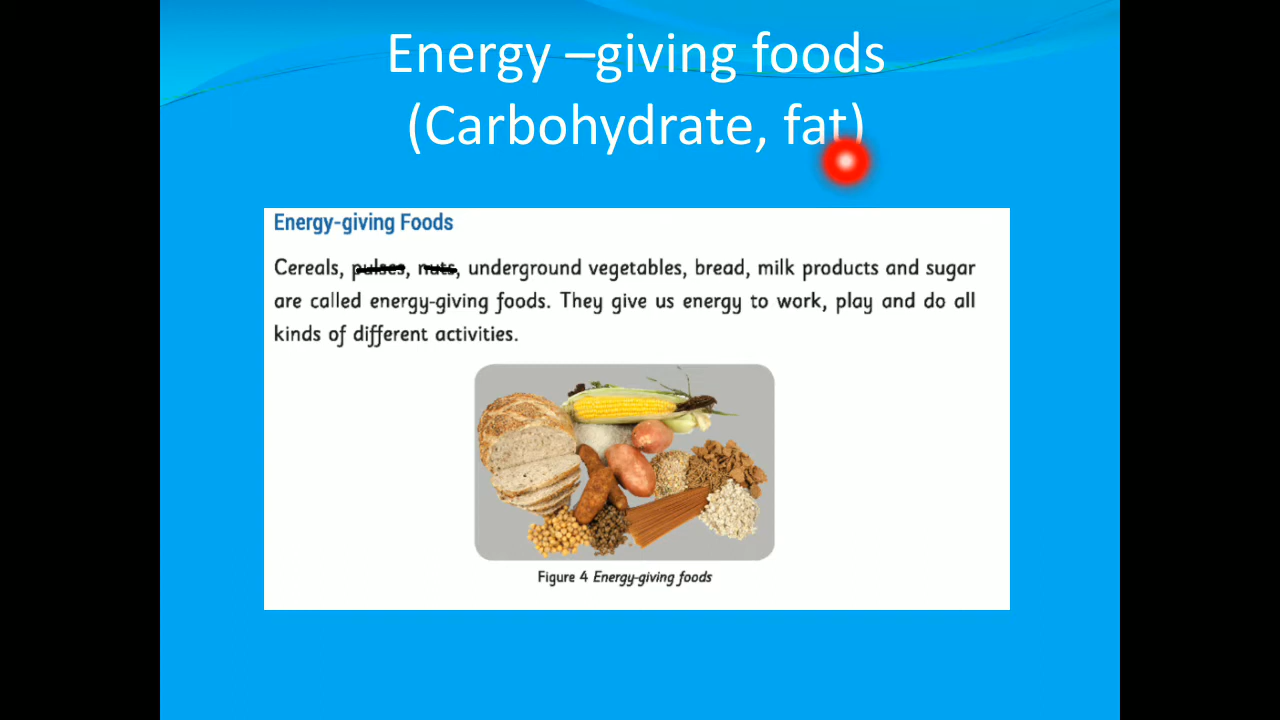 Energy –giving foods
(Carbohydrate, fat)
Energy-giving Foods
Cereals, pulses, nuts, underground vegetables, bread, milk products and sugar
are called energy-giving foods. They give us energy to work, play and do all
kinds of different activities.
Figure 4 Energy-giving foods